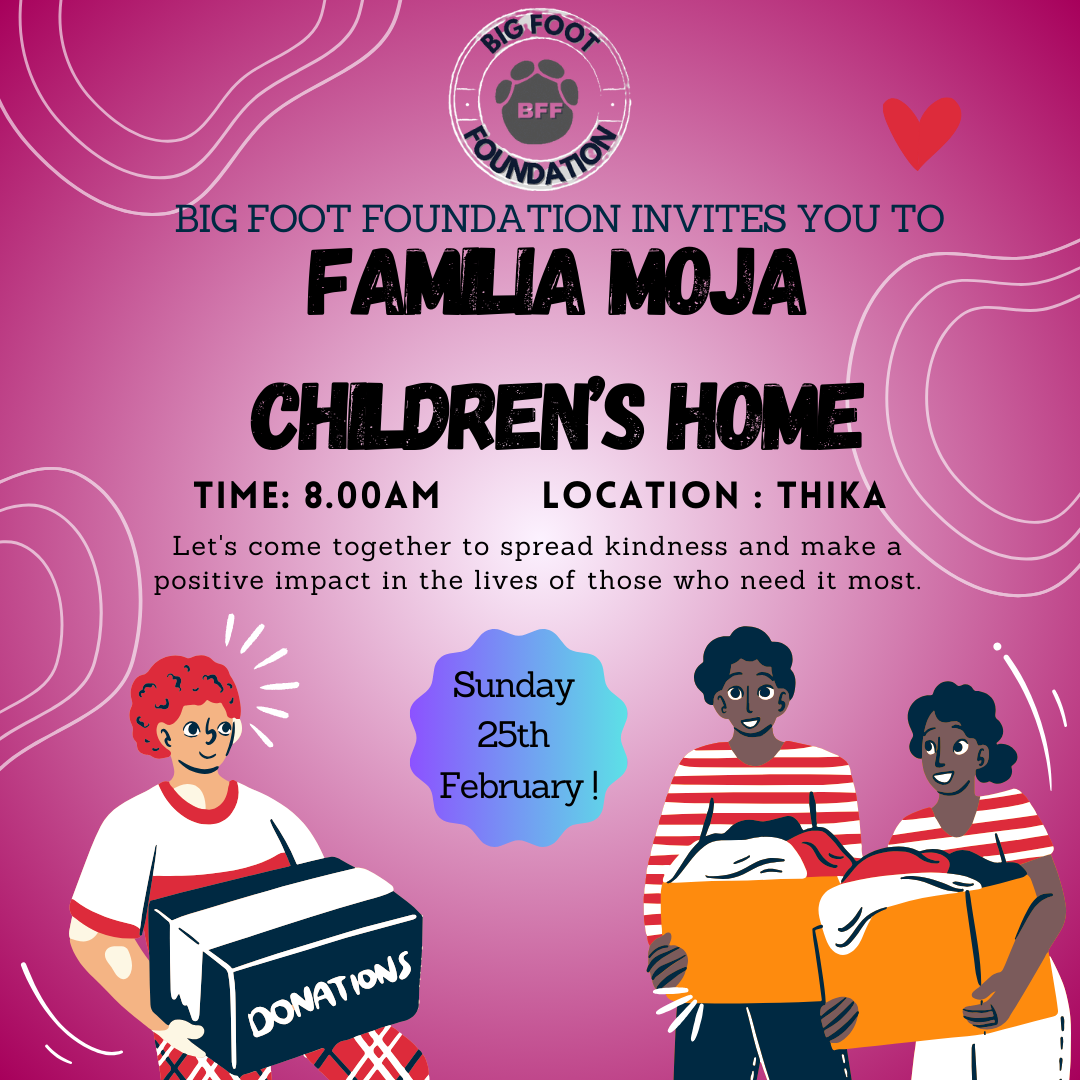 BIG FOOT
BFF
FOUNDATION
BIG FOOT FOUNDATION INVITES YOU TO
FAMILIA MOJA
CHILDREN'S HOME
TIME: 8.00AM LOCATION : THIKA
Let's come together to spread kindness and make a
positive impact in the lives of those who need it most.
Sunday
25th
February !
DONATIONS